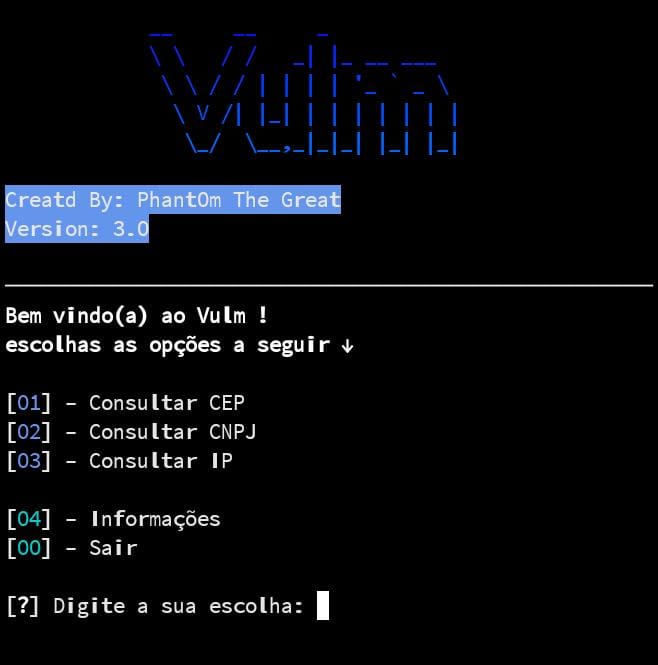 Vulm
Creatd By: Phant0m The Great
Version: 3.0
Bem vindo(a) ao Vulm !
escolhas as opções a seguir ↓
[01] - Consultar CEP
[02] - Consultar CNPJ
[03] - Consultar IP
[04] - Informações
[00] - Sair
[?] Digite a sua escolha: